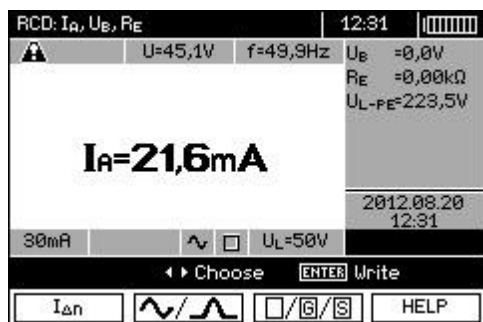 RCD: IA, UB, RE 12:31
U=45,1V f=49,9Hz
UB =0,0V
RE =0,00kΩ
UL-PE=223,5V
IA=21,6mA
2012.08.20
12:31
30mA UL=50V
Choose ENTER Write
I∆n / □/G/S HELP